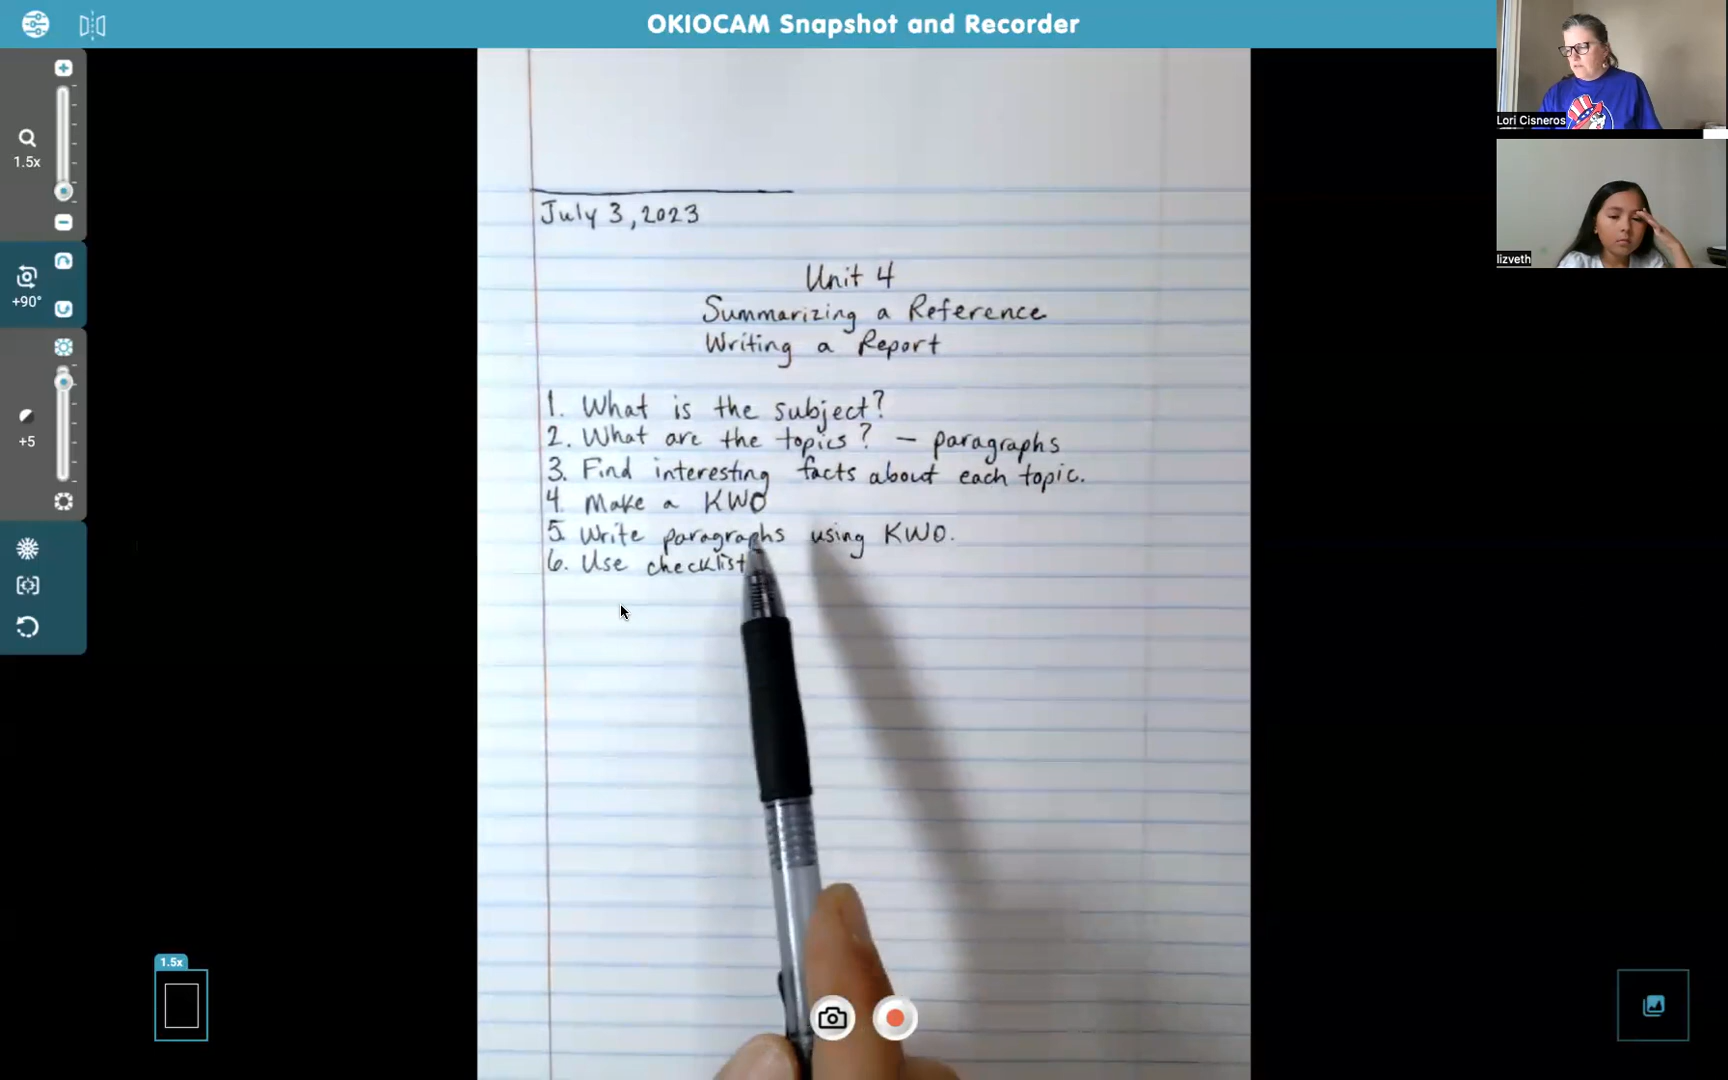 OKIOCAM Snapshot and Recorder
1.5x
+90°
+5
Lori Cisneros
lizveth
July 3, 2023
Unit 4
Summarizing a Reference
Writing a Report
1. What is the subject?
2. What are the topics? - paragraphs
3. Find interesting facts about each topic.
4. Make a KWO
5. Write paragraphs using KWO.
6. Use checklist
1.5x